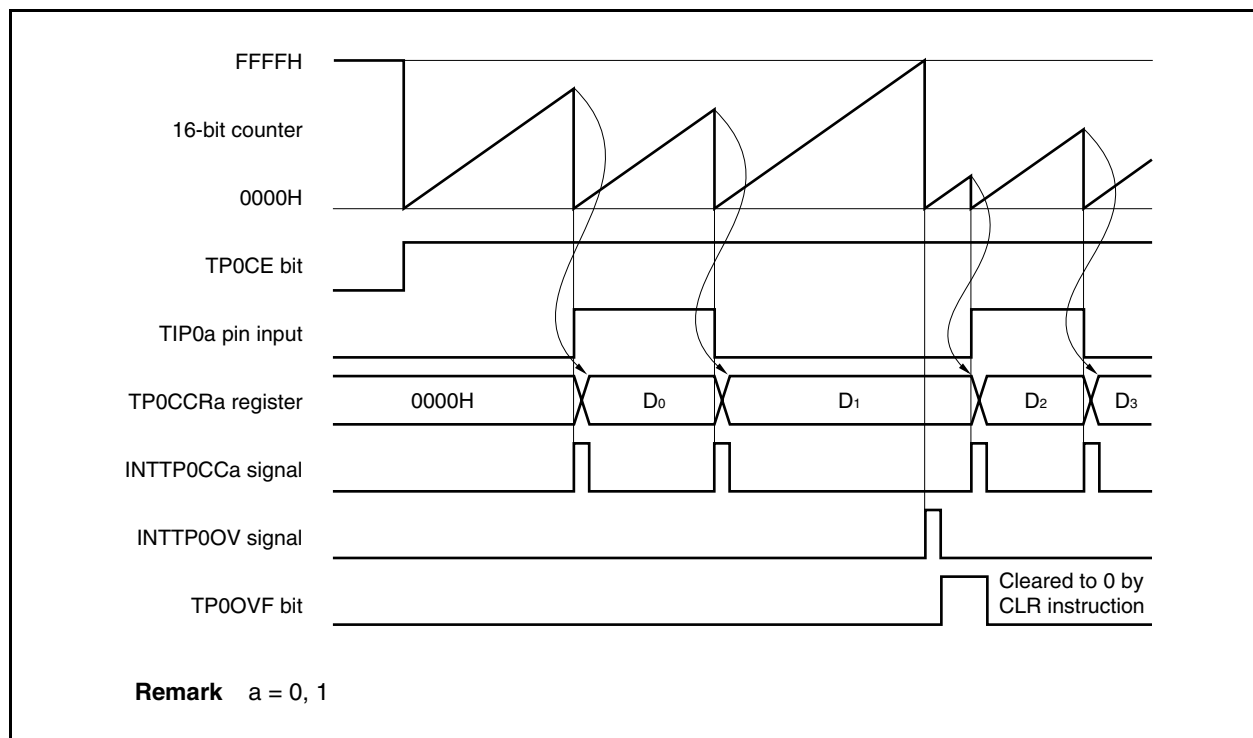 FFFFH
16-bit counter
0000H
TP0CE bit
TIP0a pin input
TP0CCRa register
0000H
D0
D1
D2
D3
INTTP0CCa signal
INTTP0OV signal
TP0OVF bit
Cleared to 0 by
CLR instruction
Remark a = 0, 1